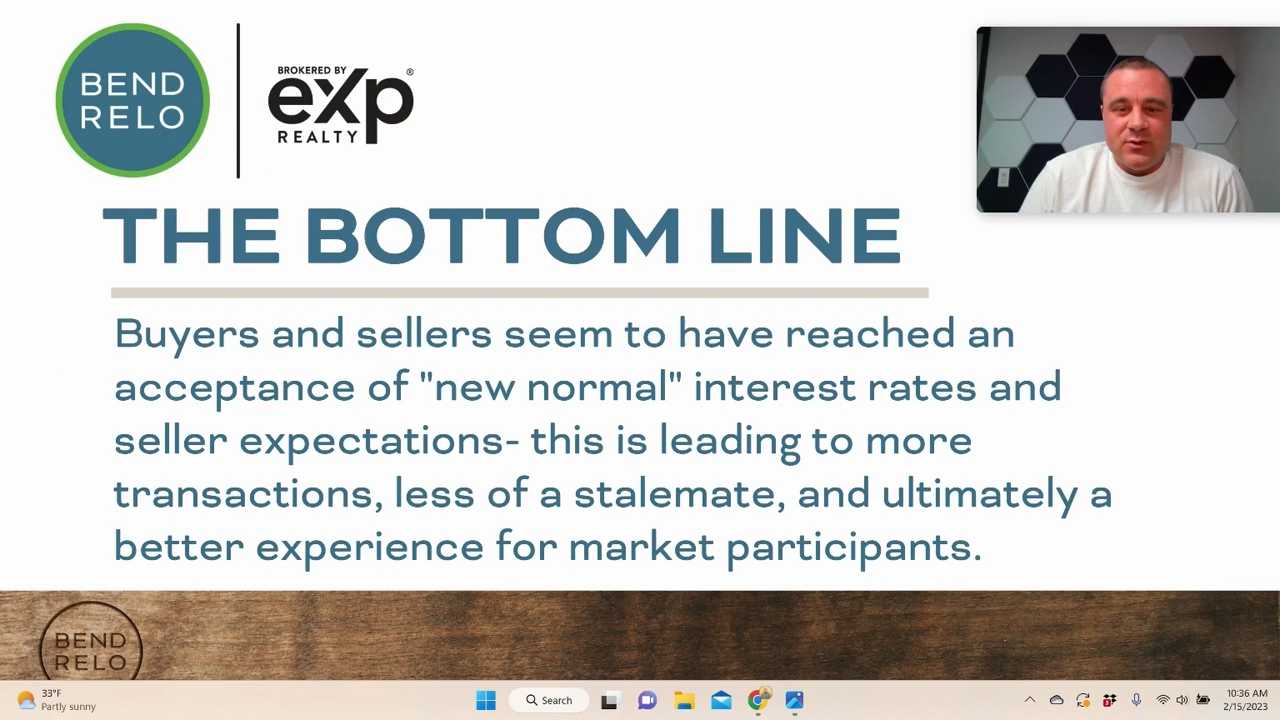 BEND
RELO
BROKERED BY
eXp®
REALTY
THE BOTTOM LINE
Buyers and sellers seem to have reached an
acceptance of "new normal" interest rates and
seller expectations- this is leading to more
transactions, less of a stalemate, and ultimately a
better experience for market participants.
BEND
RELO
33°F
Partly sunny
Search
10:36 AM
2/15/2023